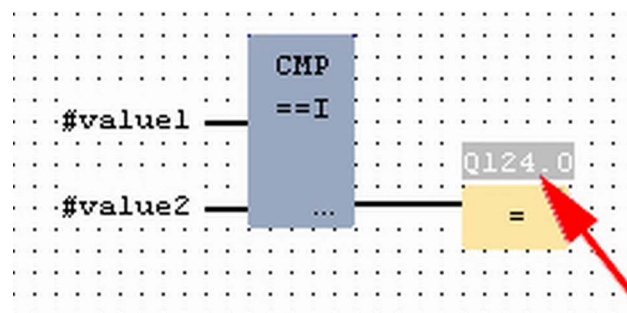 CMP
==I
#value1
Q124.0
#value2
...
=